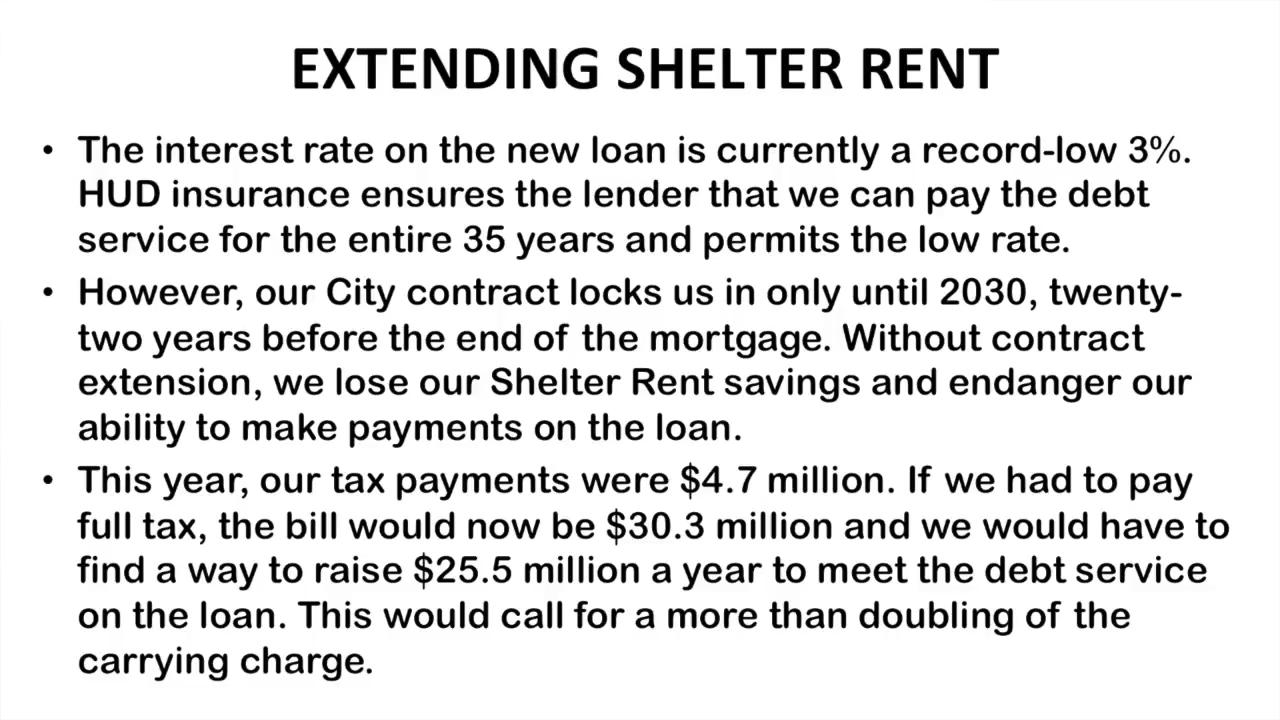 EXTENDING SHELTER RENT
• The interest rate on the new loan is currently a record-low 3%.
HUD insurance ensures the lender that we can pay the debt
service for the entire 35 years and permits the low rate.
• However, our City contract locks us in only until 2030, twenty-
two years before the end of the mortgage. Without contract
extension, we lose our Shelter Rent savings and endanger our
ability to make payments on the loan.
• This year, our tax payments were $4.7 million. If we had to pay
full tax, the bill would now be $30.3 million and we would have to
find a way to raise $25.5 million a year to meet the debt service
on the loan. This would call for a more than doubling of the
carrying charge.